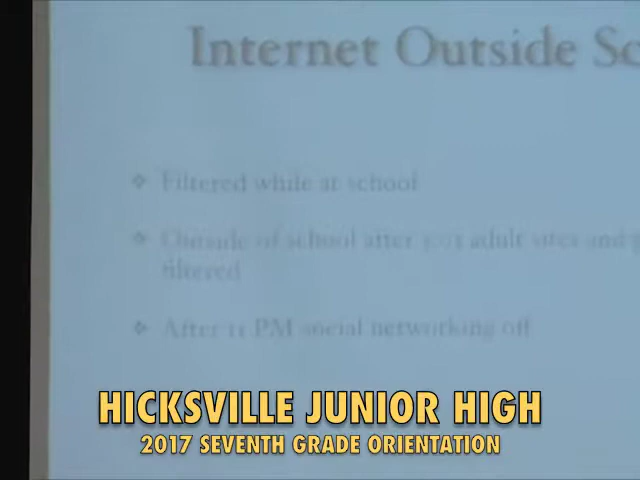 Internet Outside Sc
Filtered while at school
Outside of school after adult sites and p
filtered
After 11 PM social networking off
HICKSVILLE JUNIOR HIGH
2017 SEVENTH GRADE ORIENTATION